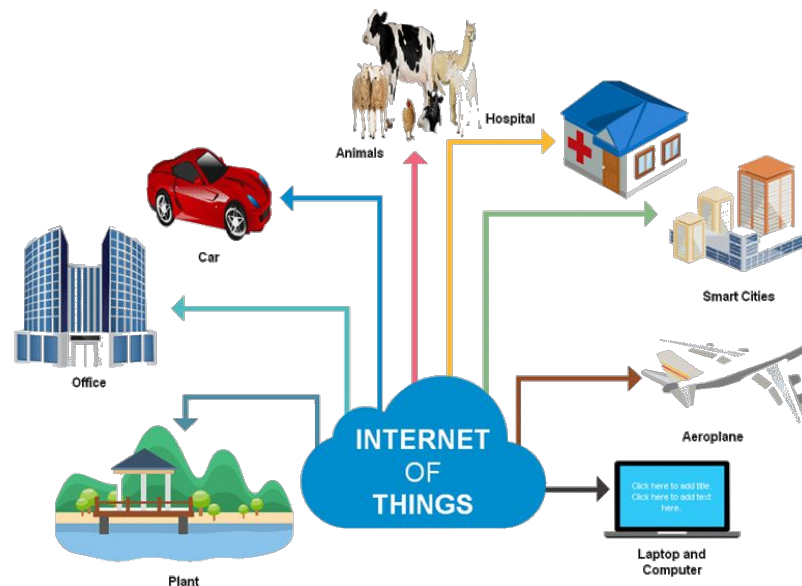 Hospital
Animals
Car
Smart Cities
Office
Aeroplane
INTERNET
OF
THINGS
Click here to add title.
Click here to add text
here.
Laptop and
Computer
Plant